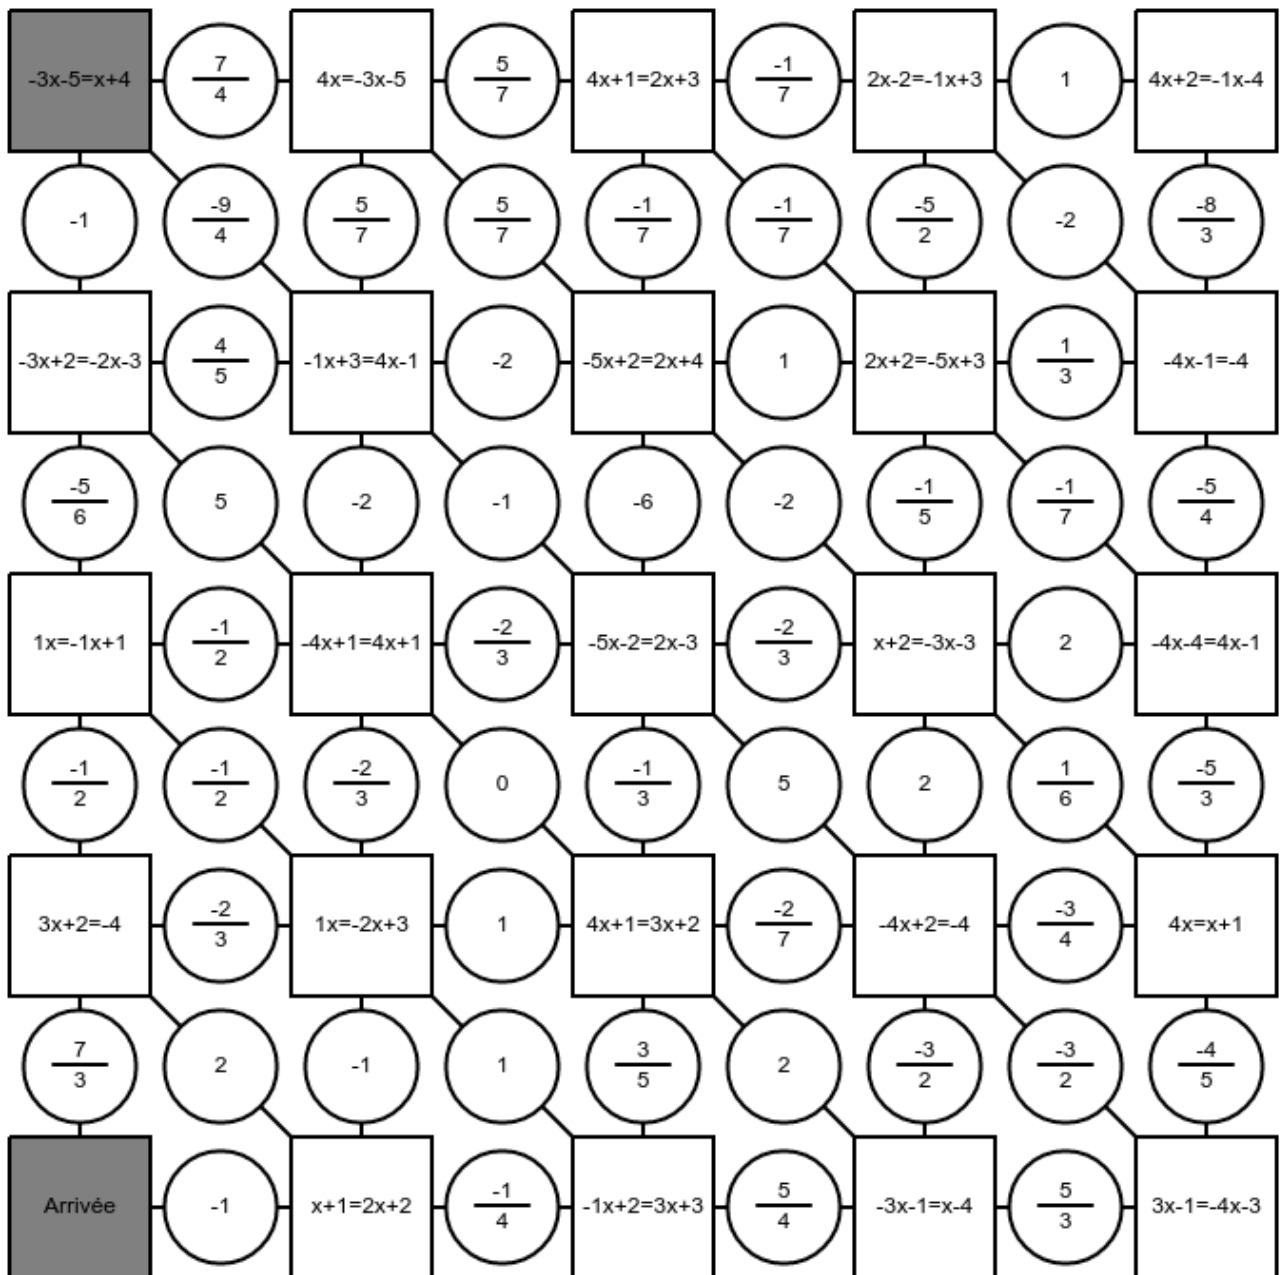 -3x-5=x+4 7/4 4x=-3x-5 5/7 4x+1=2x+3 -1/7 2x-2=-1x+3 1 4x+2=-1x-4
-1 -9/4 5/7 5/7 -1/7 -1/7 -5/2 -2 -8/3
-3x+2=-2x-3 4/5 -1x+3=4x-1 -2 -5x+2=2x+4 1 2x+2=-5x+3 1/3 -4x-1=-4
-5/6 5 -2 -1 -6 -2 -1/5 -1/7 -5/4
1x=-1x+1 -1/2 -4x+1=4x+1 -2/3 -5x-2=2x-3 -2/3 x+2=-3x-3 2 -4x-4=4x-1
-1/2 -1/2 -2/3 0 -1/3 5 2 1/6 -5/3
3x+2=-4 -2/3 1x=-2x+3 1 4x+1=3x+2 -2/7 -4x+2=-4 -3/4 4x=x+1
7/3 2 -1 1 3/5 2 -3/2 -3/2 -4/5
Arrivée -1 x+1=2x+2 -1/4 -1x+2=3x+3 5/4 -3x-1=x-4 5/3 3x-1=-4x-3